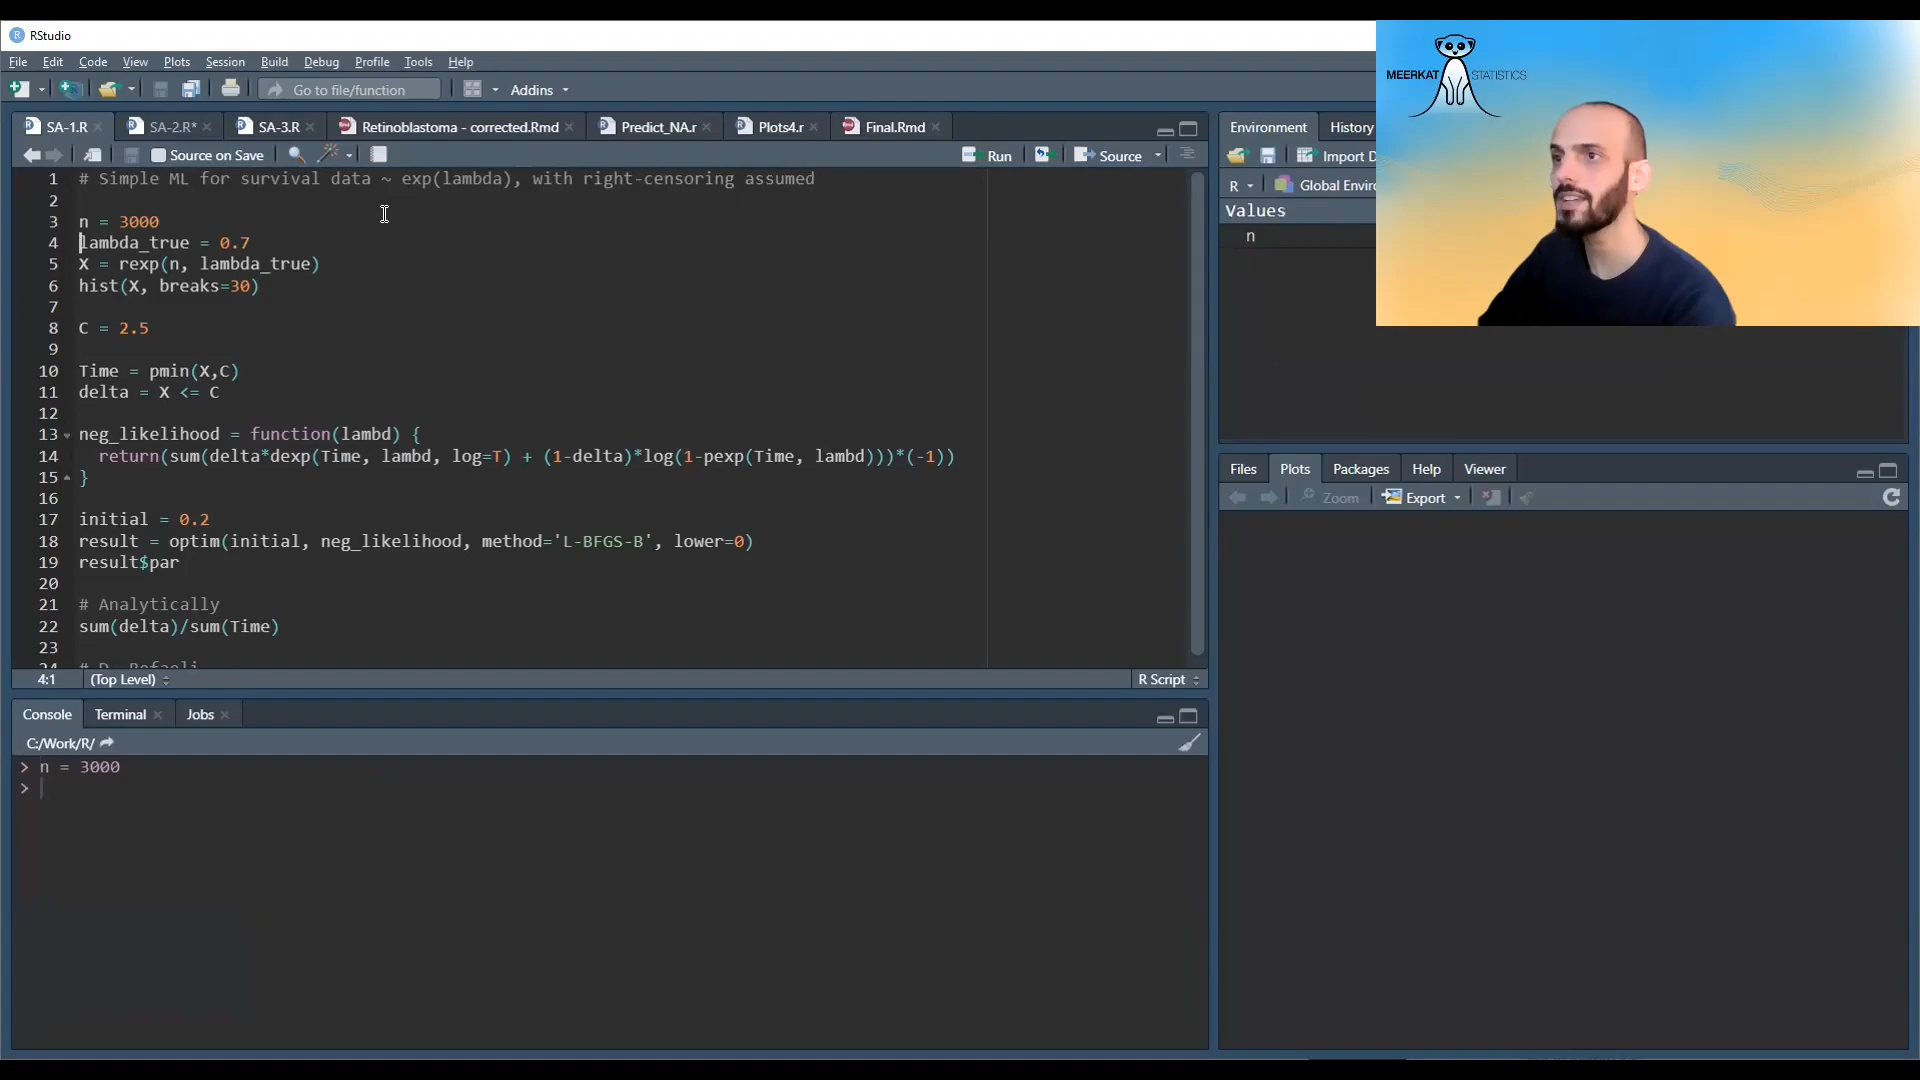 RStudio
File Edit Code View Plots Session Build Debug Profile Tools Help
Go to file/function Addins
MEERKAT STATISTICS
SA-1.R SA-2.R* SA-3.R Retinoblastoma - corrected.Rmd Predict_NA.r Plots4.r Final.Rmd
Source on Save Run Source
1 # Simple ML for survival data ~ exp(lambda), with right-censoring assumed
2
3 n = 3000
4 lambda_true = 0.7
5 X = rexp(n, lambda_true)
6 hist(X, breaks=30)
7
8 C = 2.5
9
10 Time = pmin(X,C)
11 delta = X <= C
12
13 neg_likelihood = function(lambd) {
14 return(sum(delta*dexp(Time, lambd, log=T) + (1-delta)*log(1-pexp(Time, lambd)))*(-1))
15 }
16
17 initial = 0.2
18 result = optim(initial, neg_likelihood, method='L-BFGS-B', lower=0)
19 result$par
20
21 # Analytically
22 sum(delta)/sum(Time)
23
24 # D. Refaeli
4:1 (Top Level) R Script
Console Terminal Jobs
C:/Work/R/
> n = 3000
>
Environment History
Import D
R Global Envir
Values
n
Files Plots Packages Help Viewer
Zoom Export